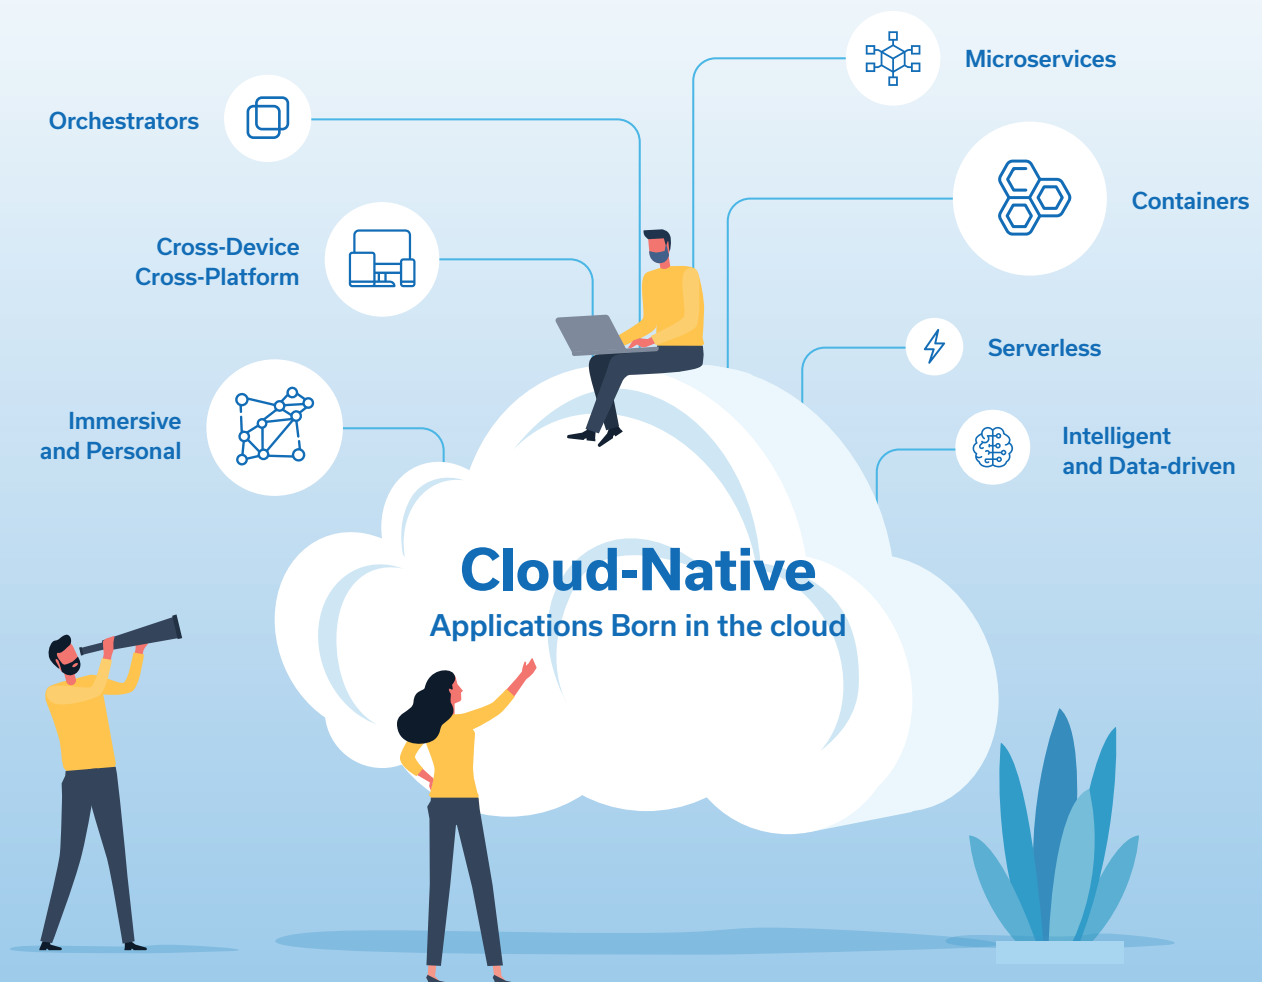 Microservices
Orchestrators
Containers
Cross-Device
Cross-Platform
Serverless
Immersive
and Personal
Intelligent
and Data-driven
Cloud-Native
Applications Born in the cloud